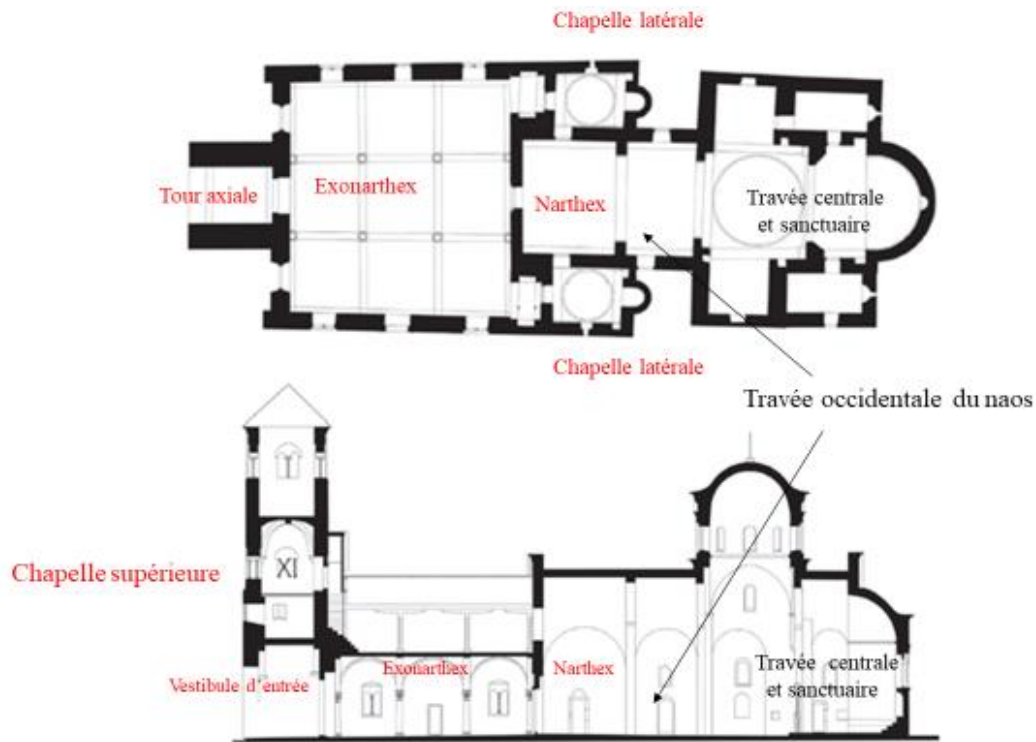 Chapelle latérale
Tour axiale
Exonarthex
Narthex
Travée centrale
et sanctuaire
Chapelle latérale
Travée occidentale du naos
XI
Chapelle supérieure
Vestibule d'entrée
Exonarthex
Narthex
Travée centrale
et sanctuaire